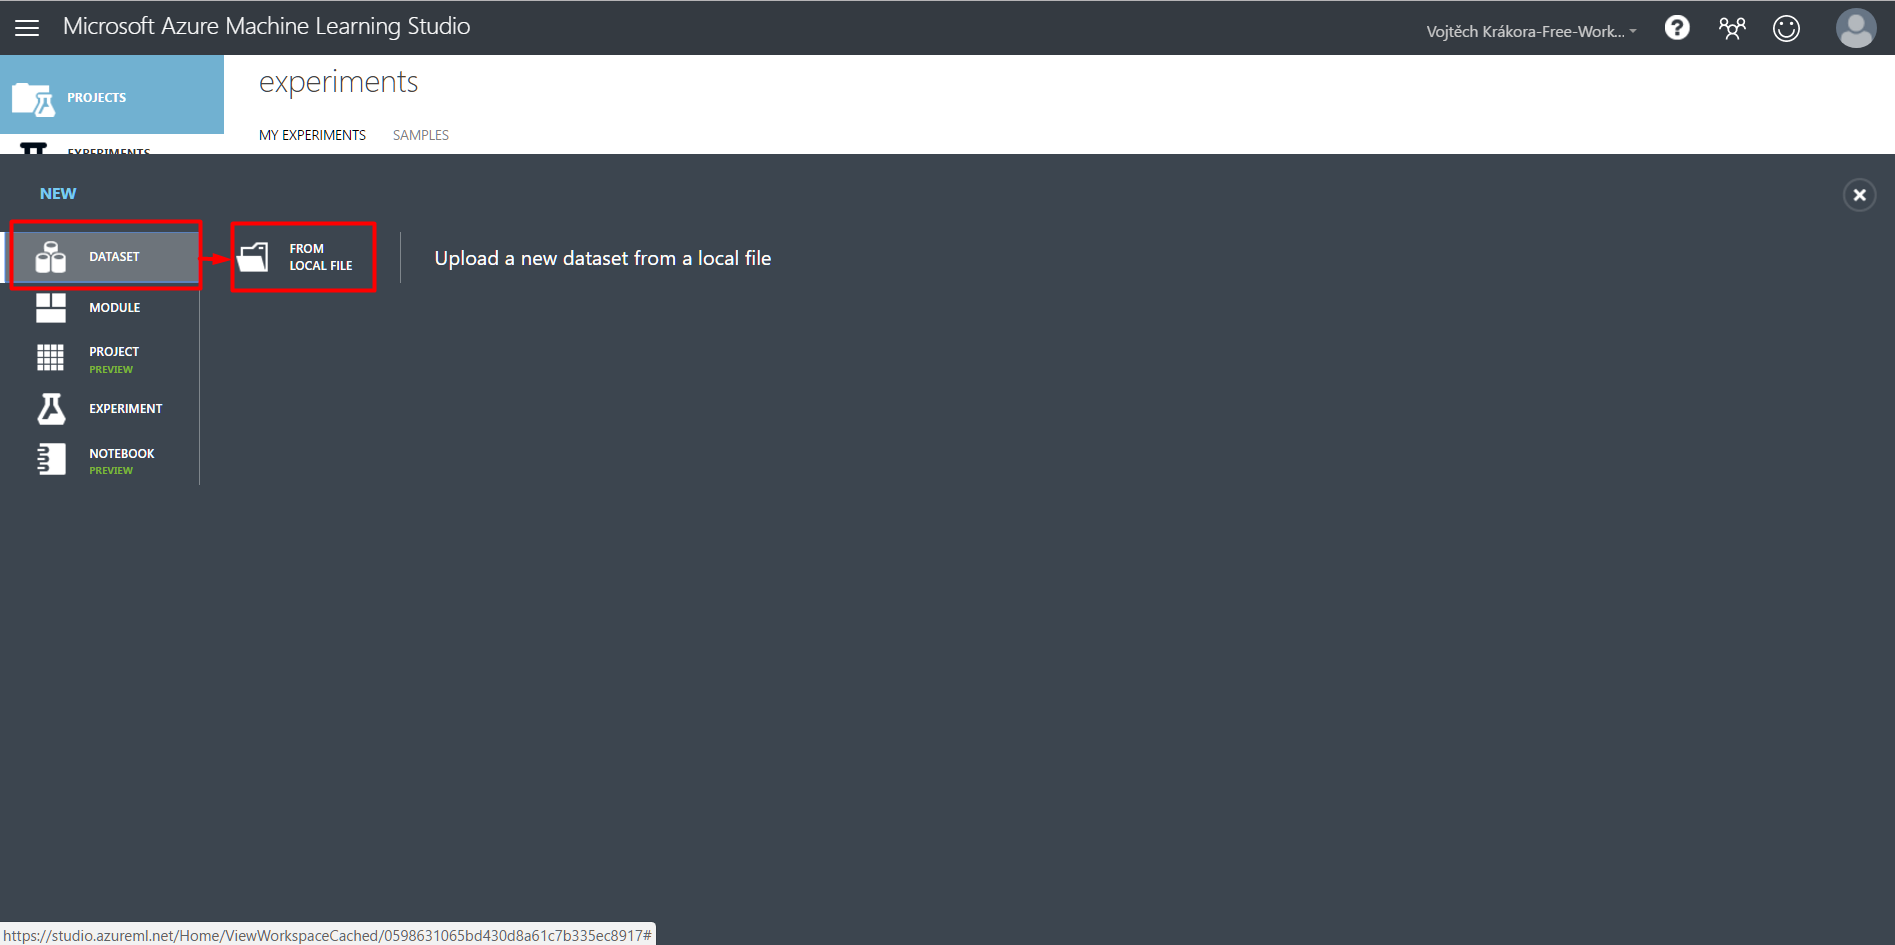 Microsoft Azure Machine Learning Studio
Vojtěch Krákora-Free-Work...
PROJECTS
experiments
MY EXPERIMENTS
SAMPLES
EXPERIMENTS
NEW
DATASET
FROM
LOCAL FILE
Upload a new dataset from a local file
MODULE
PROJECT
PREVIEW
EXPERIMENT
NOTEBOOK
PREVIEW
https://studio.azureml.net/Home/ViewWorkspaceCached/0598631065bd430d8a61c7b335ec8917#